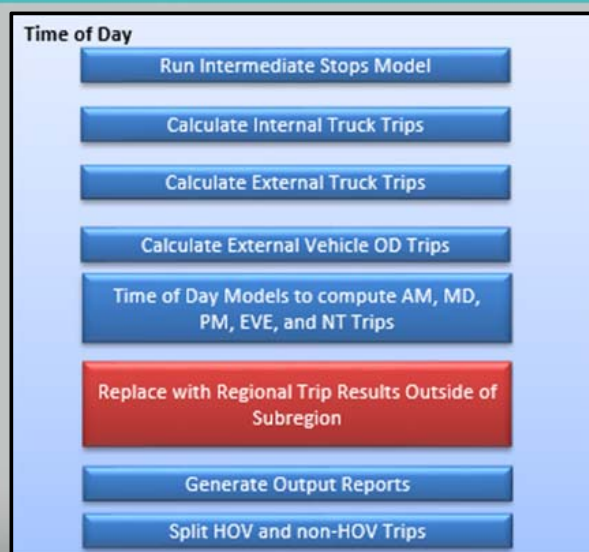 Time of Day
Run Intermediate Stops Model
Calculate Internal Truck Trips
Calculate External Truck Trips
Calculate External Vehicle OD Trips
Time of Day Models to compute AM, MD,
PM, EVE, and NT Trips
Replace with Regional Trip Results Outside of
Subregion
Generate Output Reports
Split HOV and non-HOV Trips